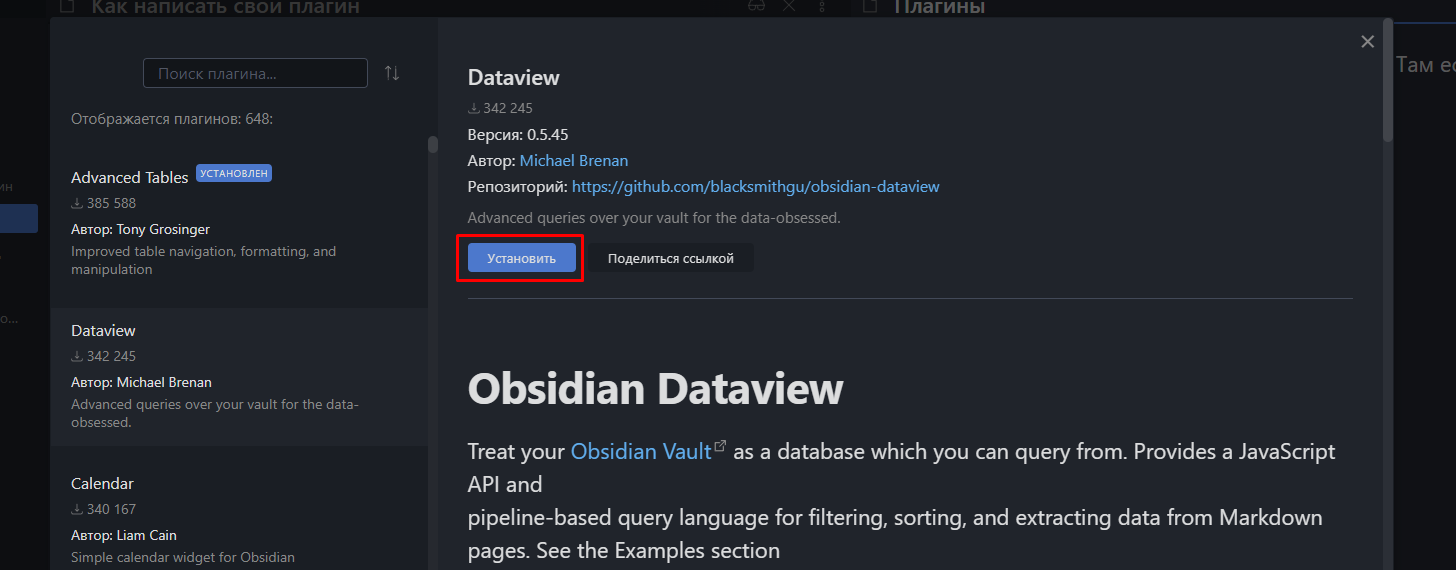 Как написать свой плагин
Плагины
Поиск плагина...
Отображается плагинов: 648:
Advanced Tables УСТАНОВЛЕН
385 588
Автор: Tony Grosinger
Improved table navigation, formatting, and
manipulation
Dataview
342 245
Автор: Michael Brenan
Advanced queries over your vault for the data-
obsessed.
Calendar
340 167
Автор: Liam Cain
Simple calendar widget for Obsidian
Dataview
342 245
Версия: 0.5.45
Автор: Michael Brenan
Репозиторий: https://github.com/blacksmithgu/obsidian-dataview
Advanced queries over your vault for the data-obsessed.
Установить Поделиться ссылкой
Obsidian Dataview
Treat your Obsidian Vault as a database which you can query from. Provides a JavaScript
API and
pipeline-based query language for filtering, sorting, and extracting data from Markdown
pages. See the Examples section
Там ес
ин
о...